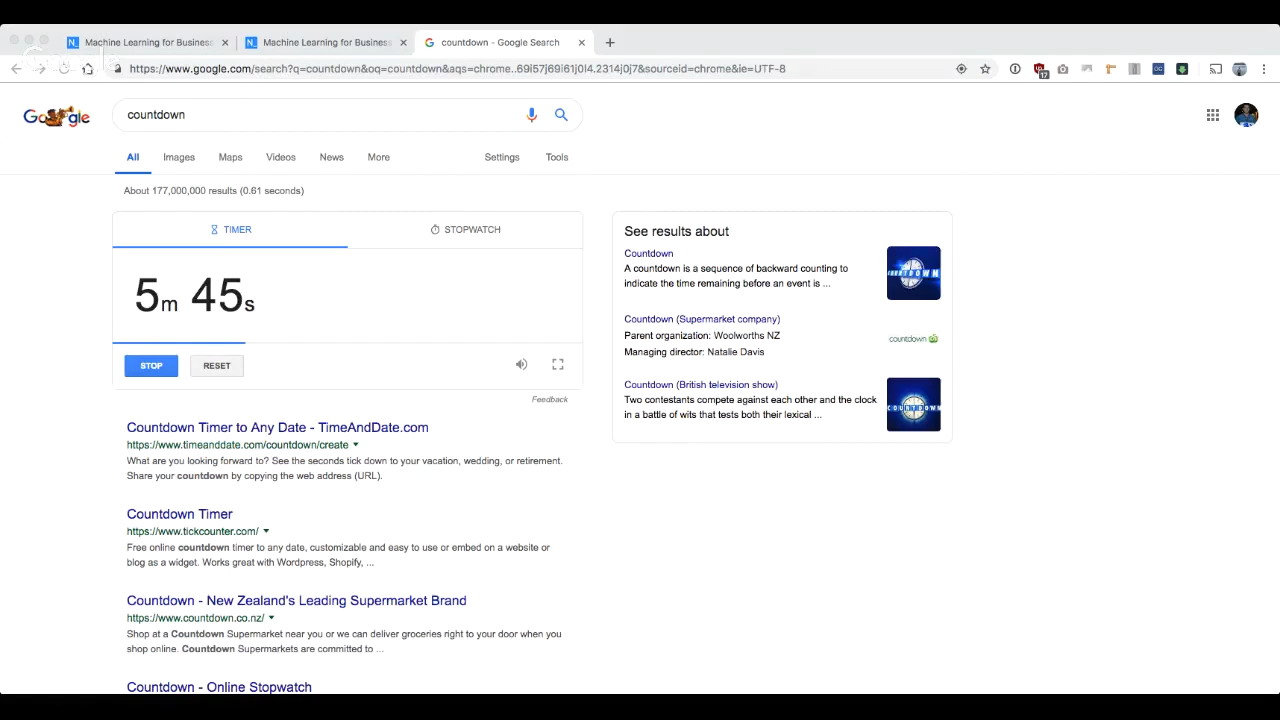 Machine Learning for Business
Machine Learning for Business
countdown - Google Search
https://www.google.com/search?q=countdown&oq=countdown&aqs=chrome..69i57j69i61j0l4.2314j0j7&sourceid=chrome&ie=UTF-8
17
Google
countdown
All
Images
Maps
Videos
News
More
Settings
Tools
About 177,000,000 results (0.61 seconds)
TIMER
STOPWATCH
5m 45s
STOP
RESET
Feedback
Countdown Timer to Any Date - TimeAndDate.com
https://www.timeanddate.com/countdown/create
What are you looking forward to? See the seconds tick down to your vacation, wedding, or retirement.
Share your countdown by copying the web address (URL).
Countdown Timer
https://www.tickcounter.com/
Free online countdown timer to any date, customizable and easy to use or embed on a website or
blog as a widget. Works great with Wordpress, Shopify, ...
Countdown - New Zealand's Leading Supermarket Brand
https://www.countdown.co.nz/
Shop at a Countdown Supermarket near you or we can deliver groceries right to your door when you
shop online. Countdown Supermarkets are committed to ...
Countdown - Online Stopwatch
See results about
Countdown
A countdown is a sequence of backward counting to
indicate the time remaining before an event is ...
COUNTDOWN
Countdown (Supermarket company)
Parent organization: Woolworths NZ
Managing director: Natalie Davis
countdown
Countdown (British television show)
Two contestants compete against each other and the clock
in a battle of wits that tests both their lexical ...
COUNTDOWN